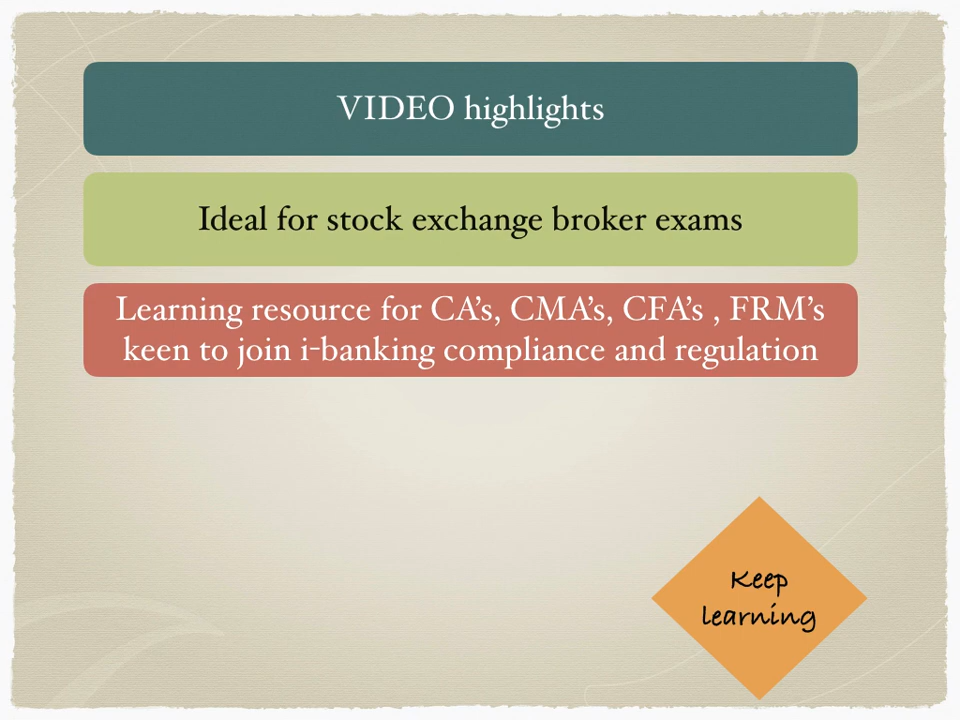 VIDEO highlights
Ideal for stock exchange broker exams
Learning resource for CA’s, CMA’s, CFA’s , FRM’s
keen to join i-banking compliance and regulation
Keep
learning